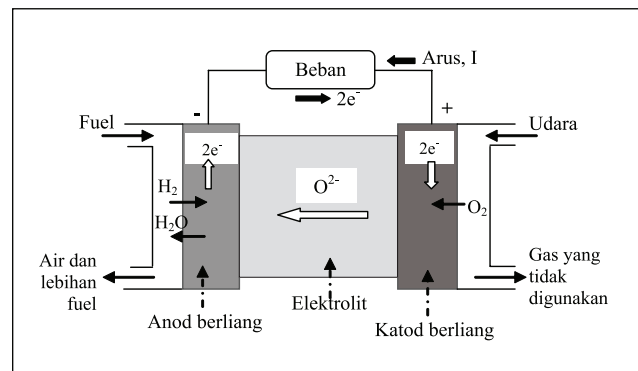 Beban
Arus, I
2e-
-
+
Fuel
Udara
2e-
2e-
O2-
H2
O2
H2O
Air dan
lebihan
fuel
Gas yang
tidak
digunakan
Elektrolit
Anod berliang
Katod berliang